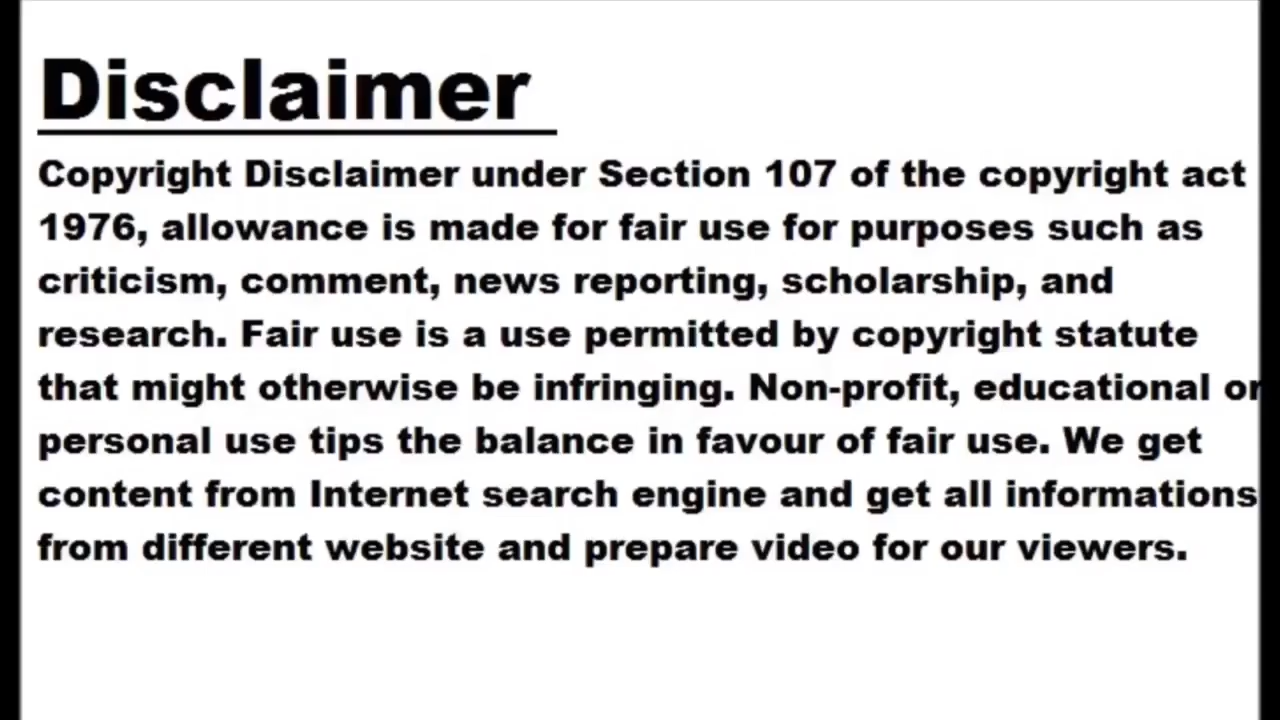 Disclaimer
Copyright Disclaimer under Section 107 of the copyright act
1976, allowance is made for fair use for purposes such as
criticism, comment, news reporting, scholarship, and
research. Fair use is a use permitted by copyright statute
that might otherwise be infringing. Non-profit, educational or
personal use tips the balance in favour of fair use. We get
content from Internet search engine and get all informations
from different website and prepare video for our viewers.